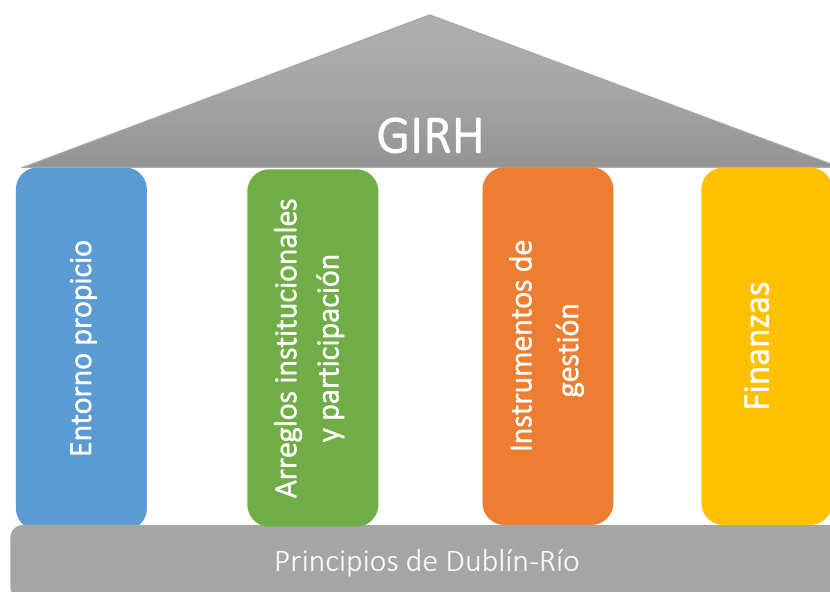 GIRH
Entorno propicio
Arreglos institucionales
y participación
Instrumentos de
gestión
Finanzas
Principios de Dublín-Río